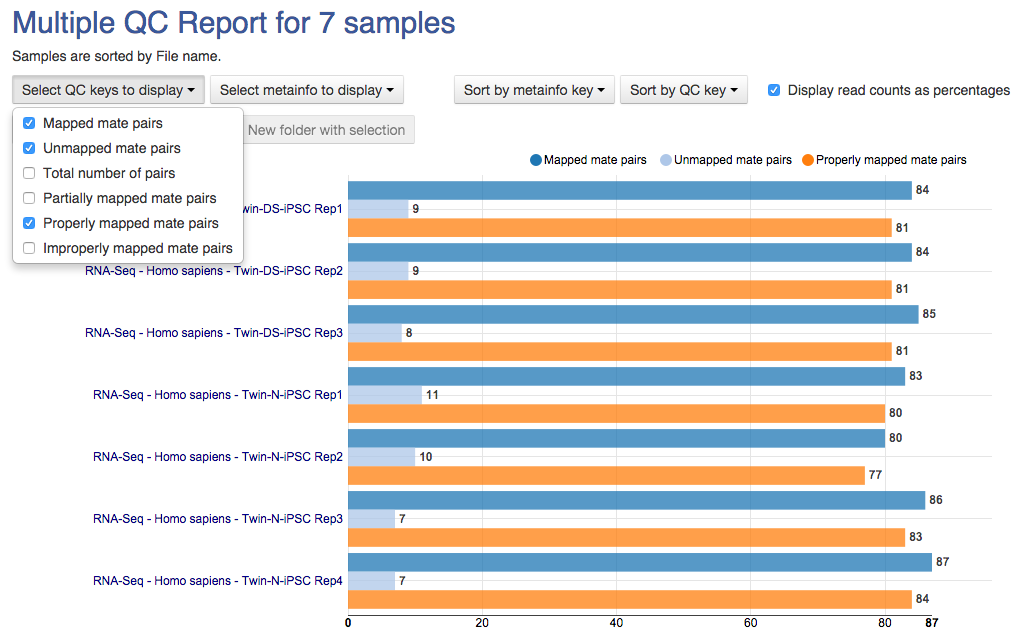 Multiple QC Report for 7 samples
Samples are sorted by File name.
Select QC keys to display
Select metainfo to display
Sort by metainfo key
Sort by QC key
Display read counts as percentages
Mapped mate pairs
Unmapped mate pairs
Total number of pairs
Partially mapped mate pairs
Properly mapped mate pairs
Improperly mapped mate pairs
New folder with selection
Mapped mate pairs
Unmapped mate pairs
Properly mapped mate pairs
84
win-DS-iPSC Rep1
9
81
84
RNA-Seq - Homo sapiens - Twin-DS-iPSC Rep2
9
81
85
RNA-Seq - Homo sapiens - Twin-DS-iPSC Rep3
8
81
83
RNA-Seq - Homo sapiens - Twin-N-iPSC Rep1
11
80
80
RNA-Seq - Homo sapiens - Twin-N-iPSC Rep2
10
77
86
RNA-Seq - Homo sapiens - Twin-N-iPSC Rep3
7
83
87
RNA-Seq - Homo sapiens - Twin-N-iPSC Rep4
7
84
0 20 40 60 80 87